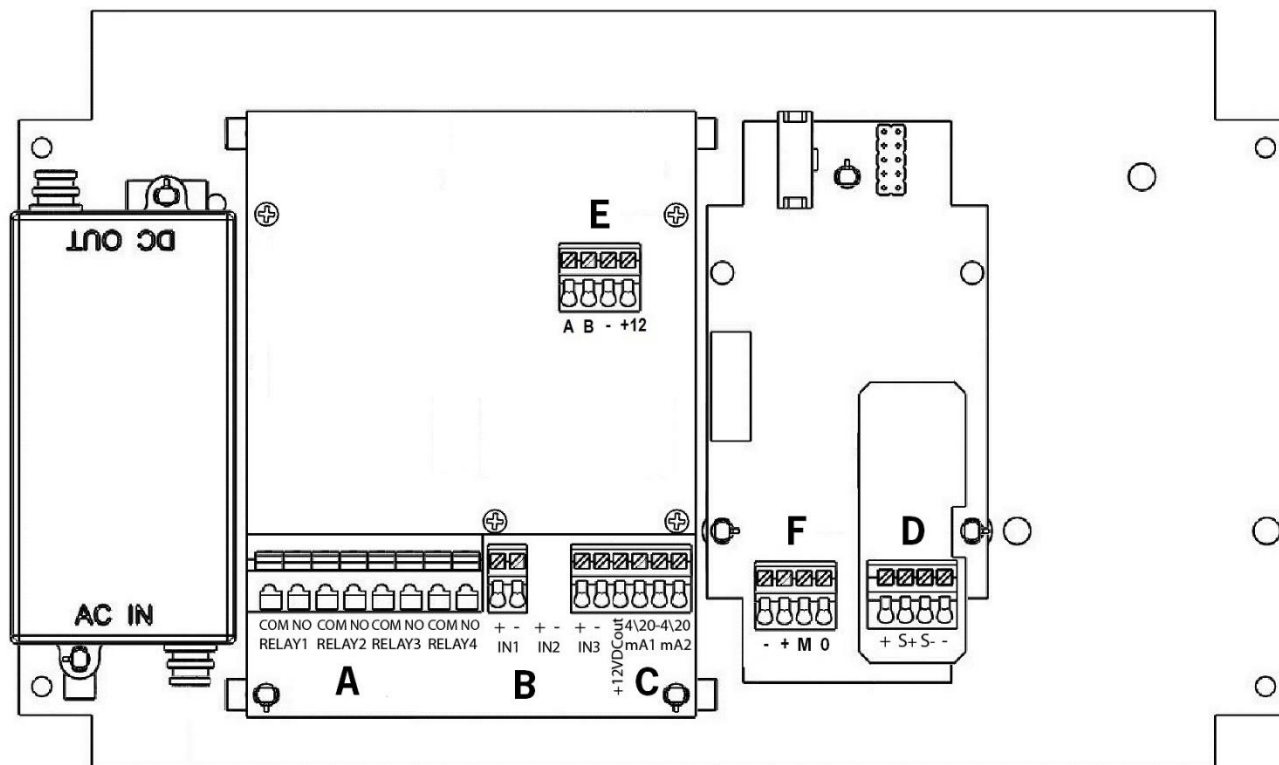 DC OUT
E
A B - +12
F
D
AC IN
COM NO COM NO COM NO COM NO
RELAY1 RELAY2 RELAY3 RELAY4
+ - + - + -
IN1 IN2 IN3
+12VDCout
4\20-4\20
mA1 mA2
- + M 0
+ S+ S- -
A
B
C